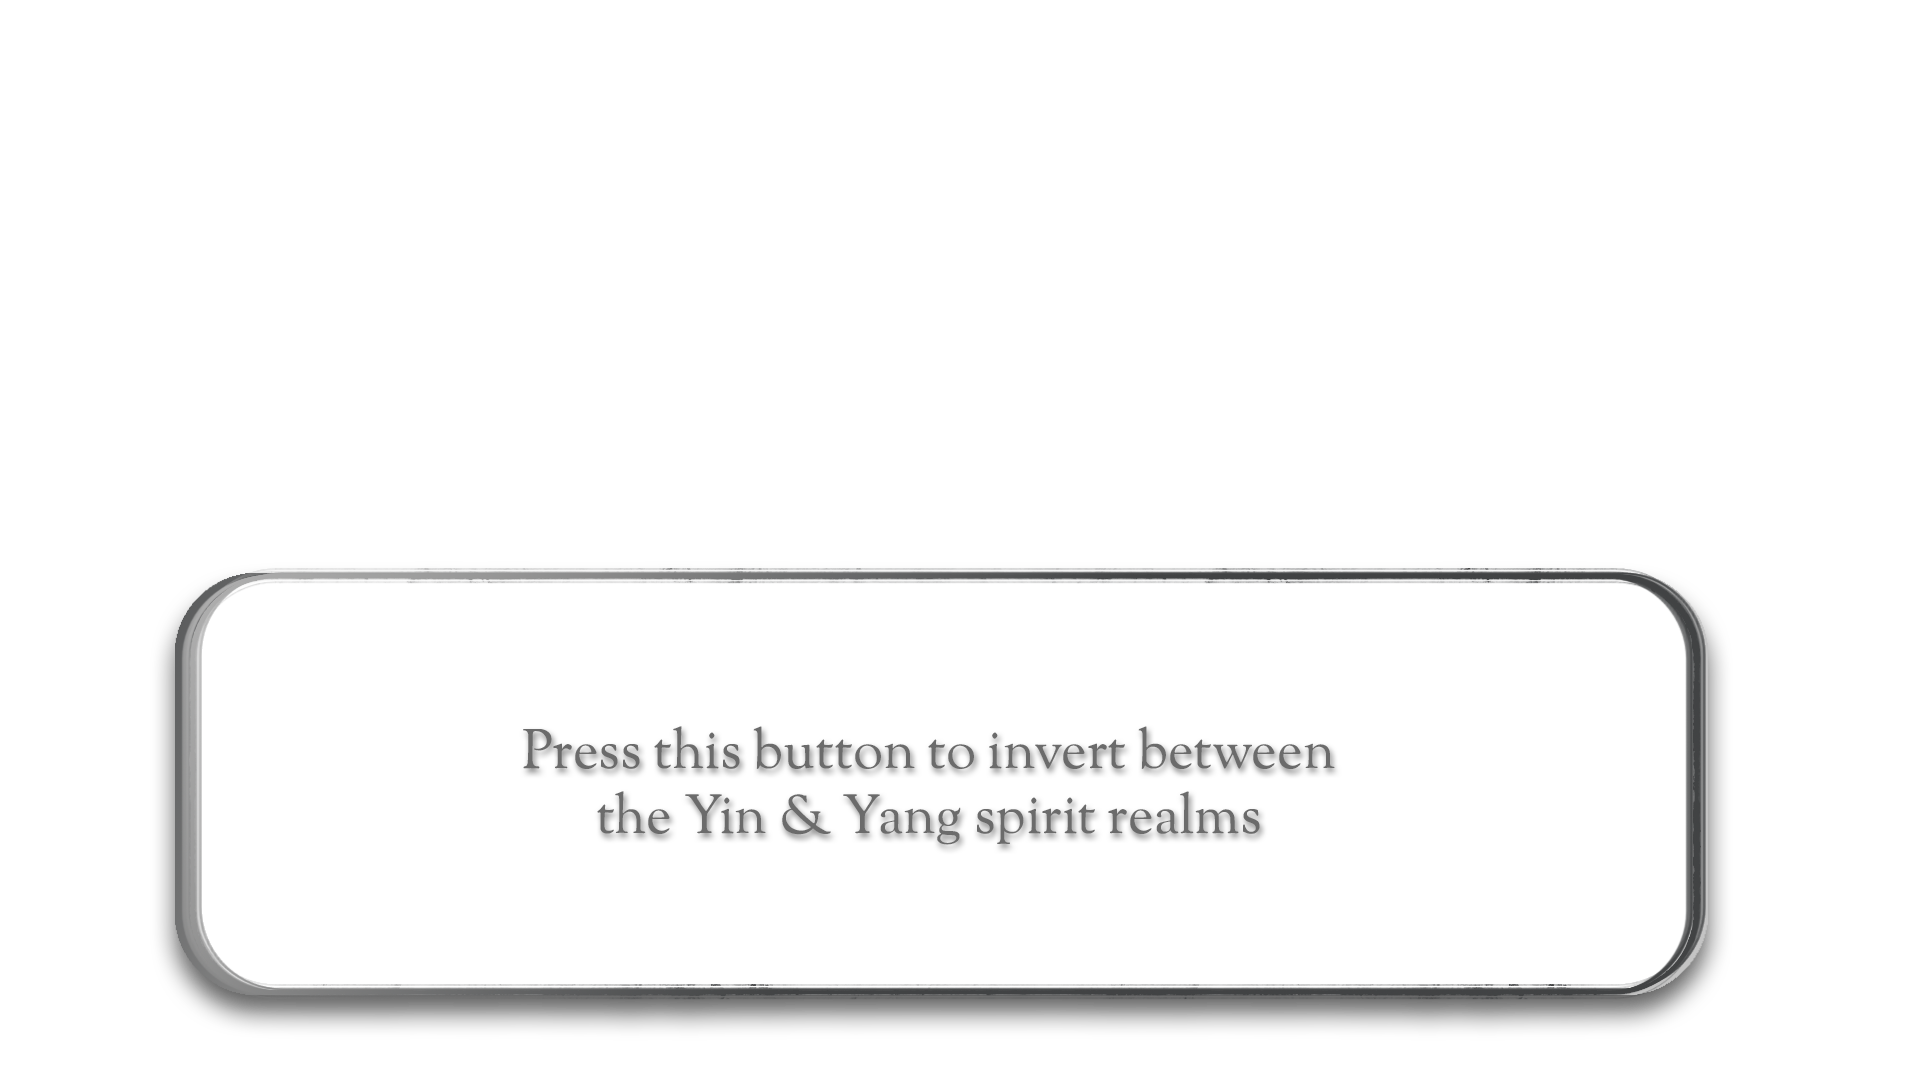 Press this button to invert between
the Yin & Yang spirit realms